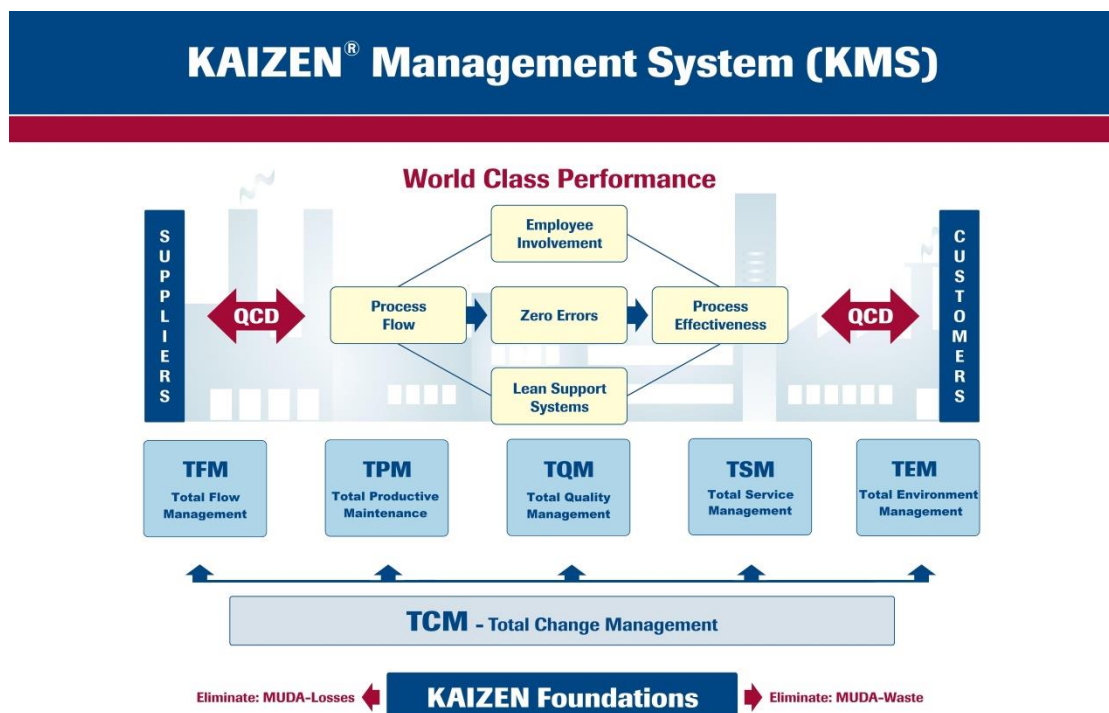 KAIZEN® Management System (KMS)
World Class Performance
SUPPLIERS
CUSTOMERS
Employee
Involvement
QCD
Process
Flow
Zero Errors
Process
Effectiveness
QCD
Lean Support
Systems
TFM
Total Flow
Management
TPM
Total Productive
Maintenance
TQM
Total Quality
Management
TSM
Total Service
Management
TEM
Total Environment
Management
TCM - Total Change Management
Eliminate: MUDA-Losses
KAIZEN Foundations
Eliminate: MUDA-Waste